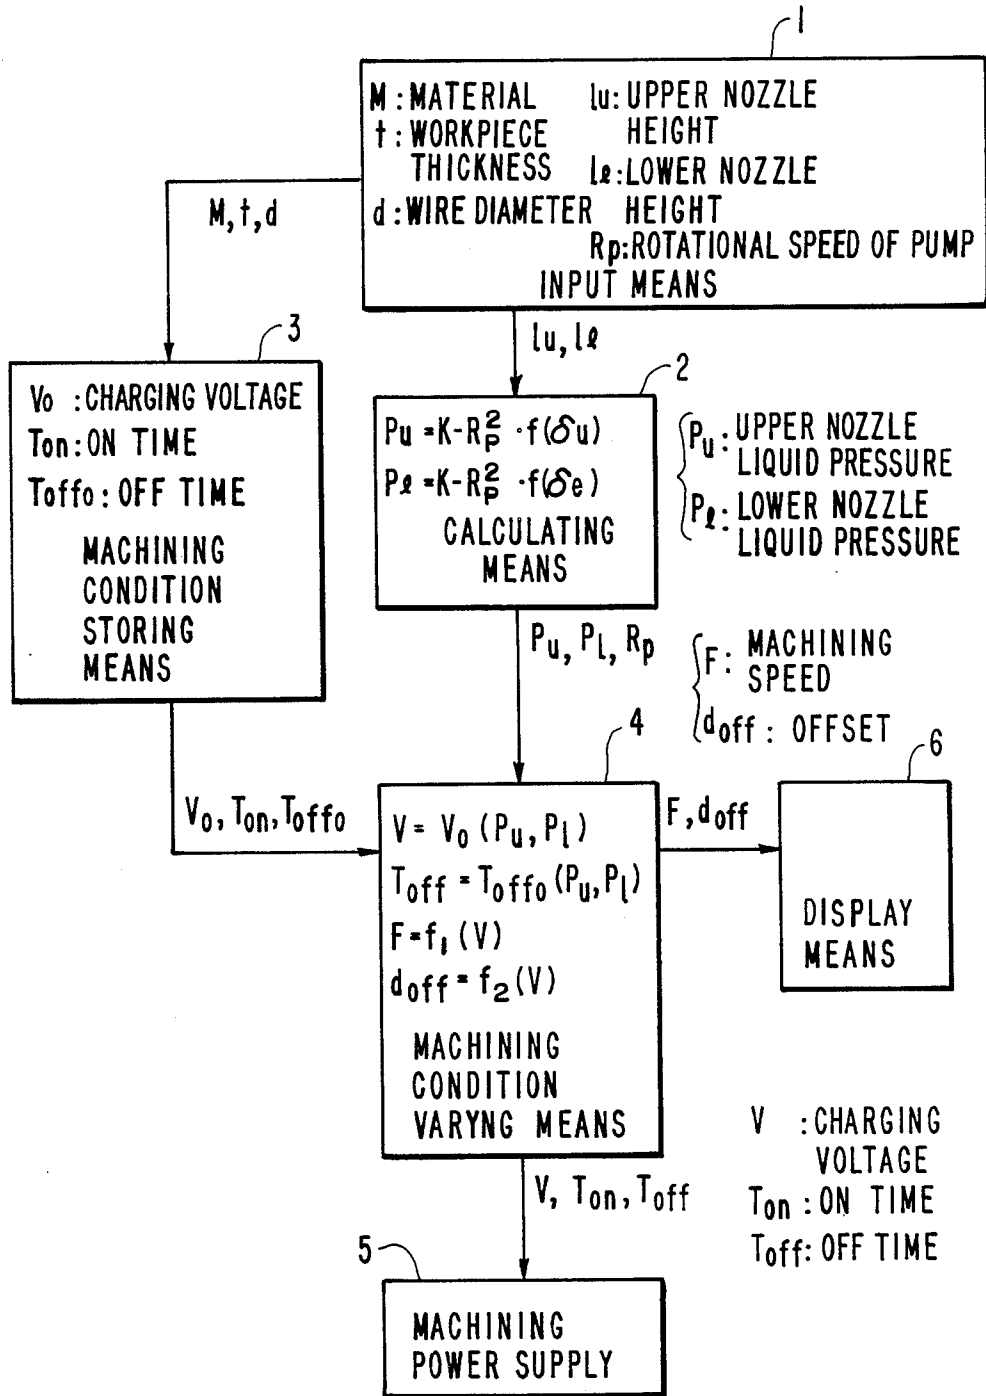 1
M : MATERIAL lu: UPPER NOZZLE
t : WORKPIECE HEIGHT
THICKNESS lℓ: LOWER NOZZLE
d : WIRE DIAMETER HEIGHT
Rp: ROTATIONAL SPEED OF PUMP
INPUT MEANS
M, t, d
lu, lℓ
3
Vo : CHARGING VOLTAGE
Ton: ON TIME
Toffo: OFF TIME
MACHINING
CONDITION
STORING
MEANS
2
Pu = K-Rp² ·f(δu)
Pℓ = K-Rp² ·f(δe)
CALCULATING
MEANS
Pu: UPPER NOZZLE
LIQUID PRESSURE
Pℓ: LOWER NOZZLE
LIQUID PRESSURE
Pu, Pl, Rp
F: MACHINING
SPEED
doff : OFFSET
Vo, Ton, Toffo
4
V = Vo (Pu, Pl)
Toff = Toffo (Pu, Pl)
F = f1 (V)
doff = f2 (V)
MACHINING
CONDITION
VARYNG MEANS
F, doff
6
DISPLAY
MEANS
V, Ton, Toff
V : CHARGING
VOLTAGE
Ton : ON TIME
Toff: OFF TIME
5
MACHINING
POWER SUPPLY